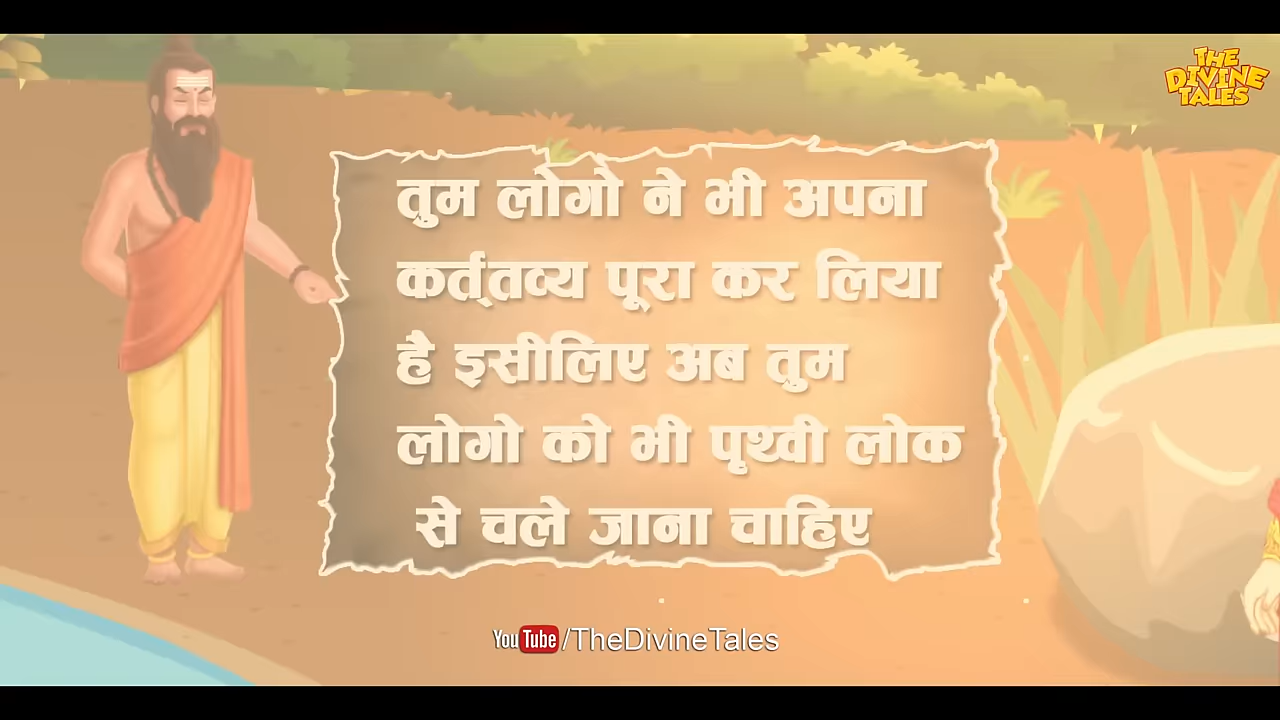 THE
DIVINE
TALES
तुम लोगो ने भी अपना
कर्त्‌तव्य पूरा कर लिया
है इसीलिए अब तुम
लोगो को भी पृथ्वी लोक
से चले जाना चाहिए
YouTube/TheDivineTales